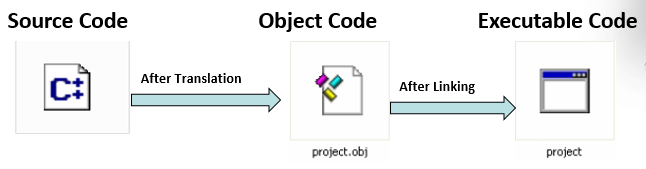 Source Code
Object Code
Executable Code
After Translation
After Linking
C++
project.obj
project